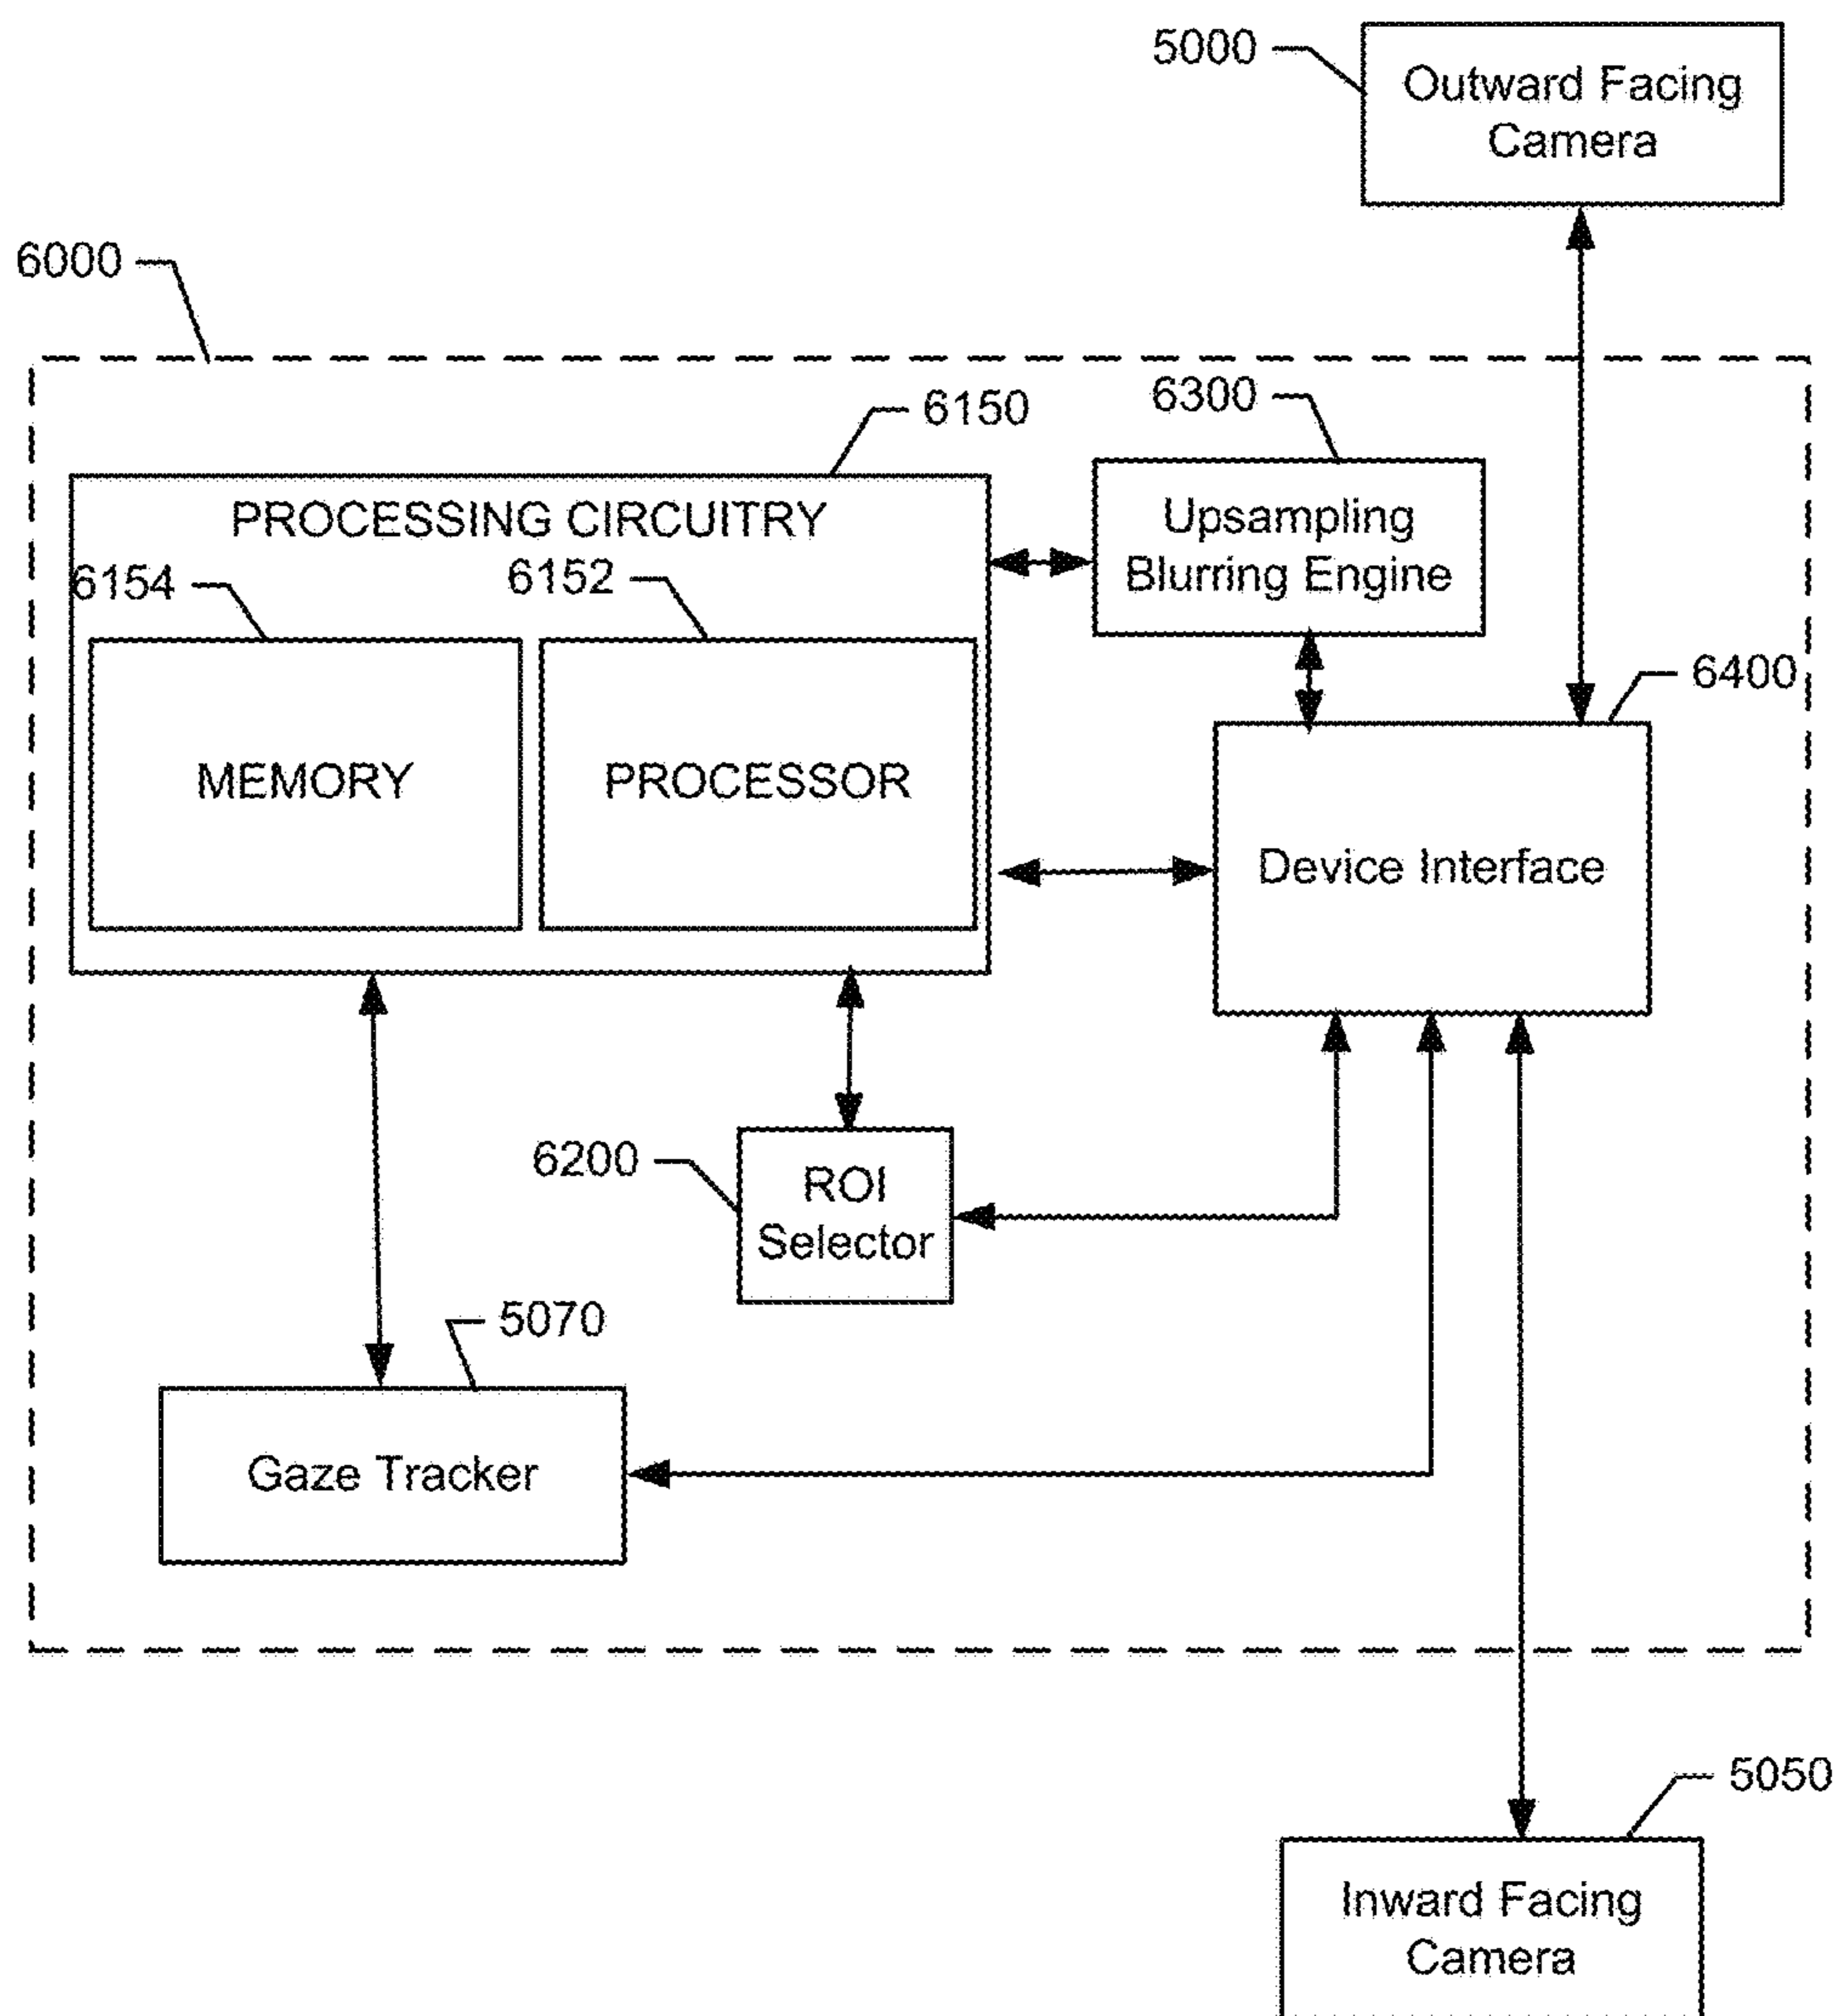 5000
Outward Facing
Camera
6000
6150
6300
PROCESSING CIRCUITRY
Upsampling
Blurring Engine
6154
6152
6400
MEMORY
PROCESSOR
Device Interface
6200
ROI
Selector
5070
Gaze Tracker
5050
Inward Facing
Camera